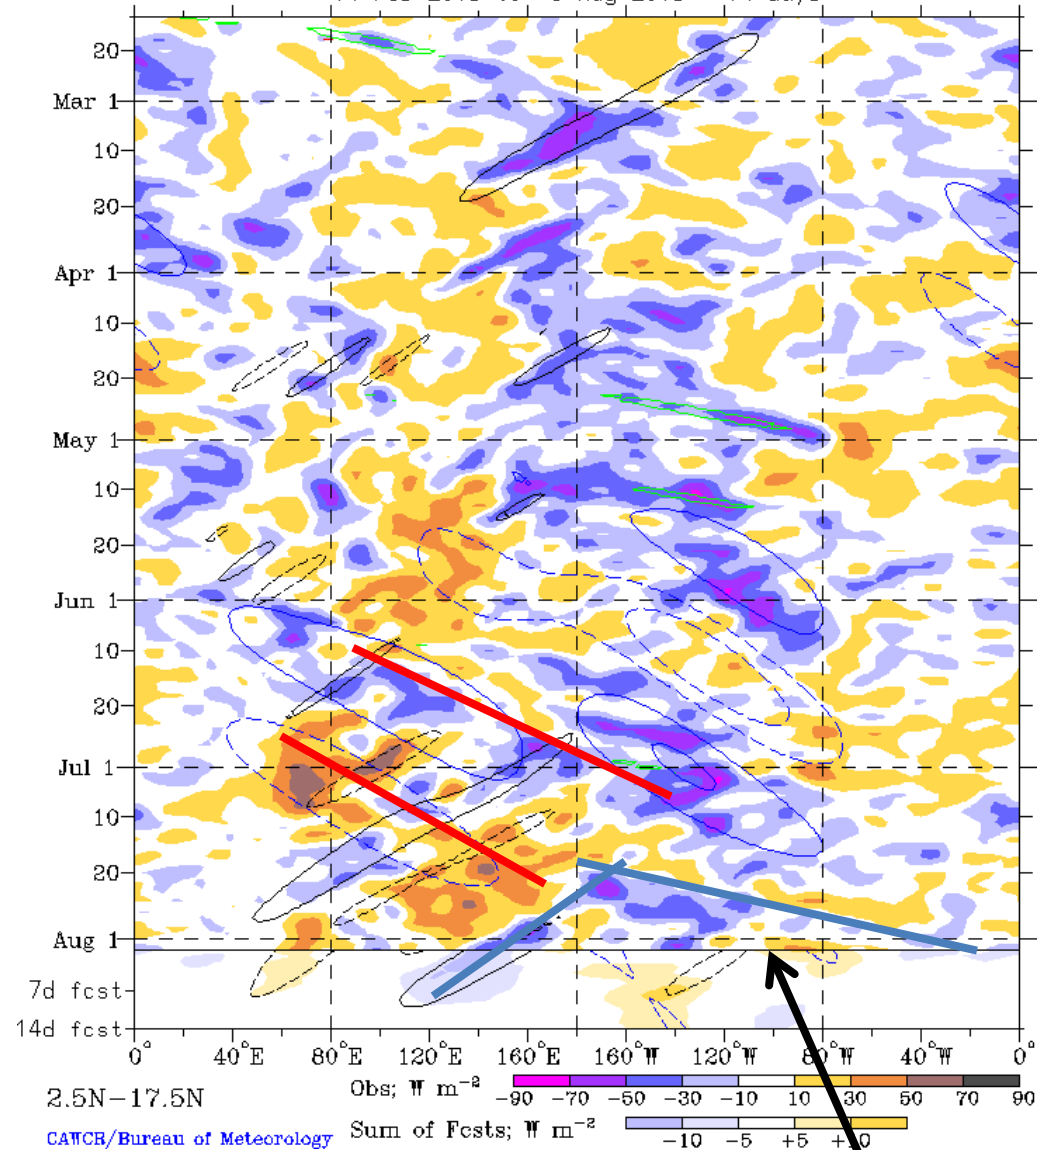 20
Mar 1
10
20
Apr 1
10
20
May 1
10
20
Jun 1
10
20
Jul 1
10
20
Aug 1
7d fcst
14d fcst
0° 40°E 80°E 120°E 160°E 160°W 120°W 80°W 40°W 0°
2.5N-17.5N
Obs; W m-2 -90 -70 -50 -30 -10 10 30 50 70 90
CAWCR/Bureau of Meteorology
Sum of Fcsts; W m-2 -10 -5 +5